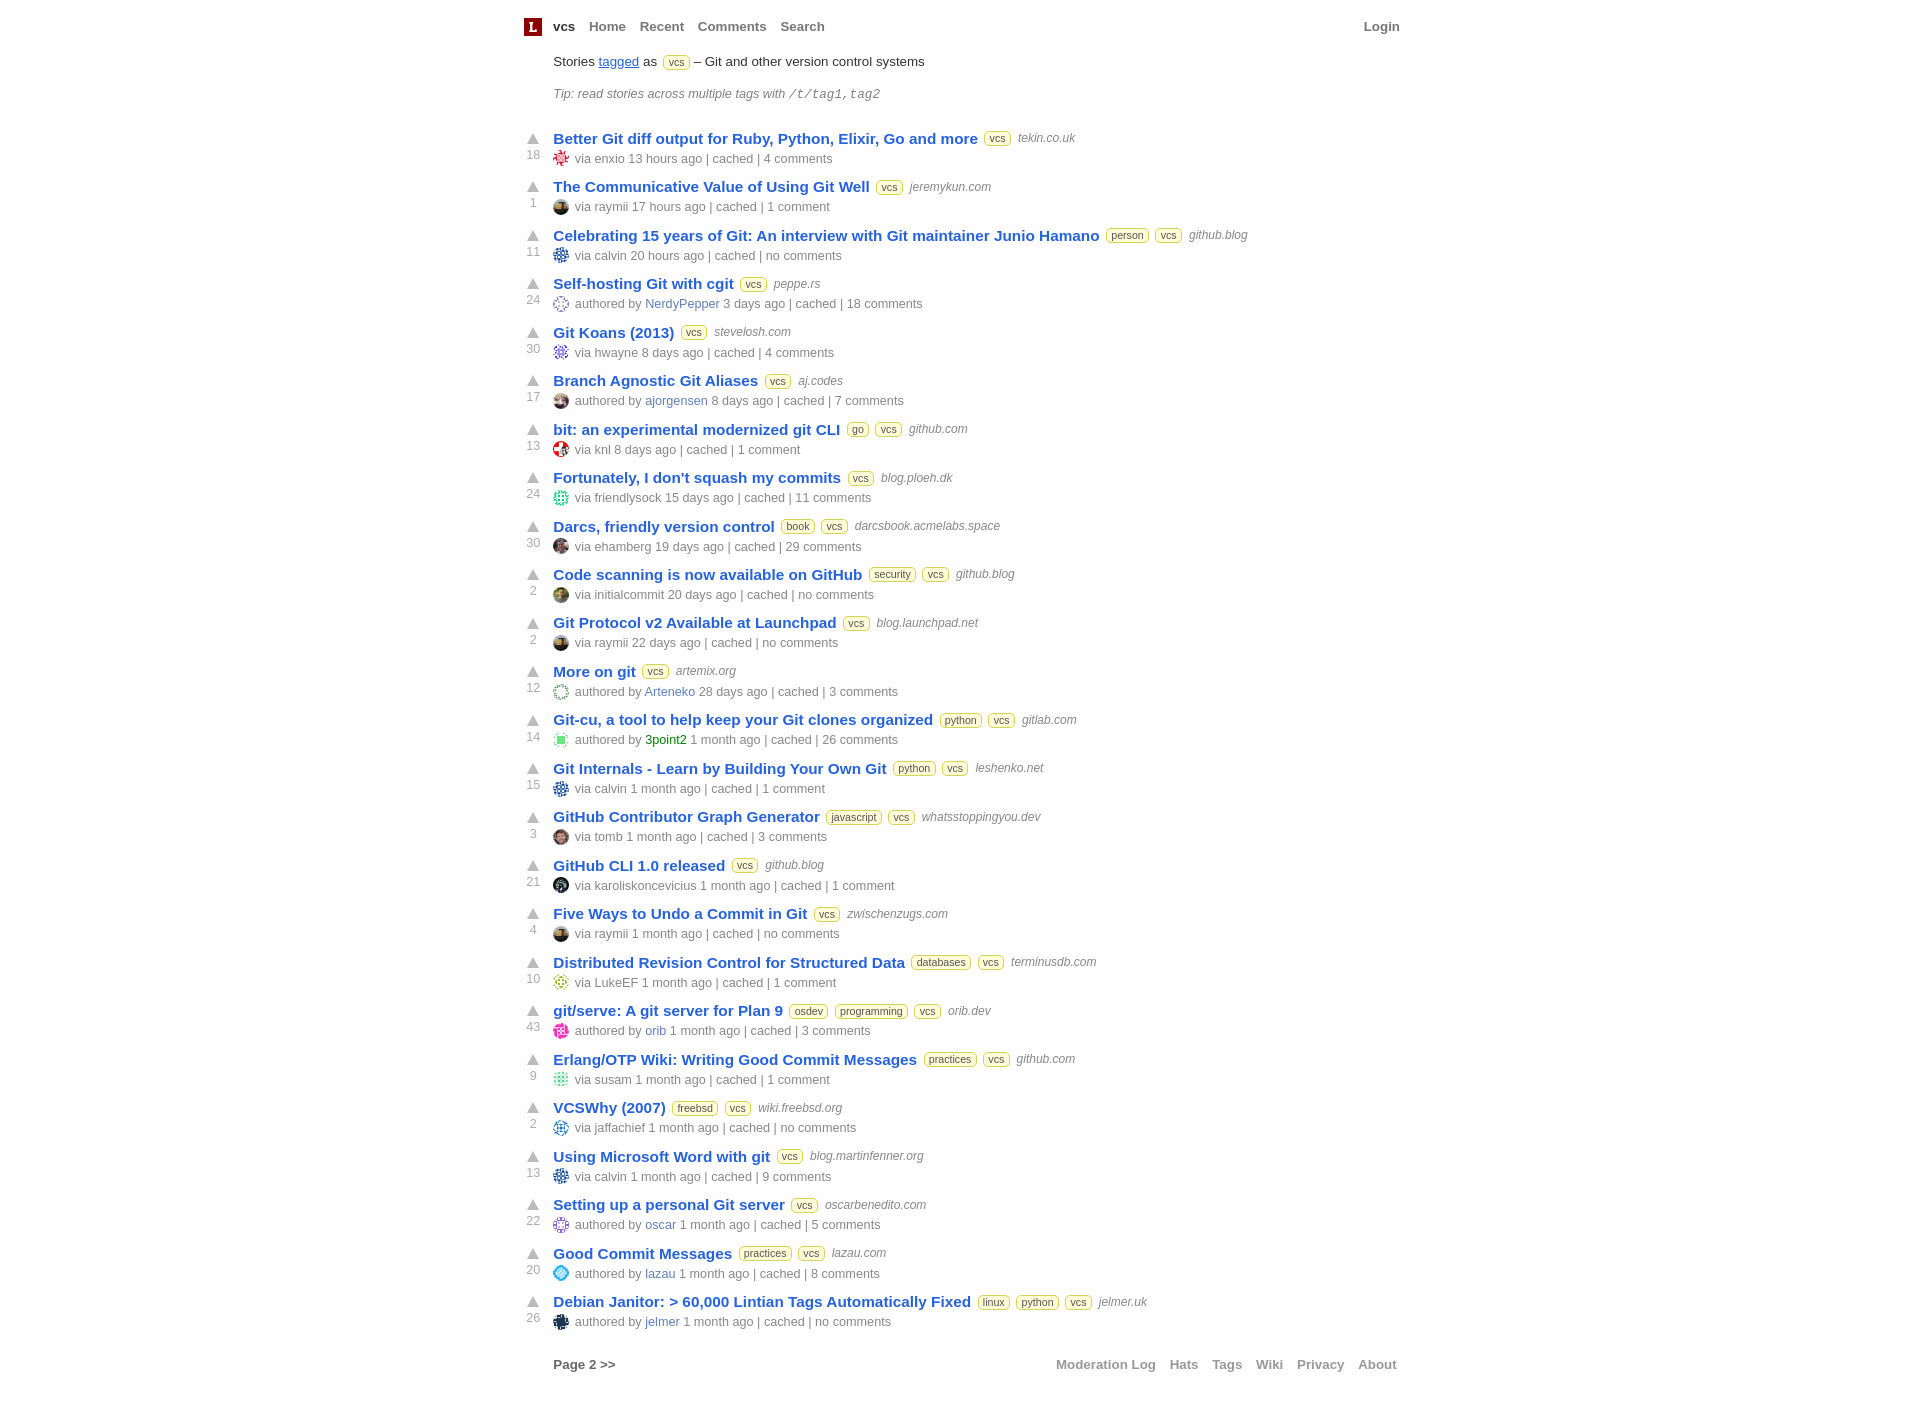 L vcs Home Recent Comments Search Login
Stories tagged as vcs – Git and other version control systems
Tip: read stories across multiple tags with /t/tag1,tag2
Better Git diff output for Ruby, Python, Elixir, Go and more vcs tekin.co.uk
18 via enxio 13 hours ago | cached | 4 comments
The Communicative Value of Using Git Well vcs jeremykun.com
1 via raymii 17 hours ago | cached | 1 comment
Celebrating 15 years of Git: An interview with Git maintainer Junio Hamano person vcs github.blog
11 via calvin 20 hours ago | cached | no comments
Self-hosting Git with cgit vcs peppe.rs
24 authored by NerdyPepper 3 days ago | cached | 18 comments
Git Koans (2013) vcs stevelosh.com
30 via hwayne 8 days ago | cached | 4 comments
Branch Agnostic Git Aliases vcs aj.codes
17 authored by ajorgensen 8 days ago | cached | 7 comments
bit: an experimental modernized git CLI go vcs github.com
13 via knl 8 days ago | cached | 1 comment
Fortunately, I don't squash my commits vcs blog.ploeh.dk
24 via friendlysock 15 days ago | cached | 11 comments
Darcs, friendly version control book vcs darcsbook.acmelabs.space
30 via ehamberg 19 days ago | cached | 29 comments
Code scanning is now available on GitHub security vcs github.blog
2 via initialcommit 20 days ago | cached | no comments
Git Protocol v2 Available at Launchpad vcs blog.launchpad.net
2 via raymii 22 days ago | cached | no comments
More on git vcs artemix.org
12 authored by Arteneko 28 days ago | cached | 3 comments
Git-cu, a tool to help keep your Git clones organized python vcs gitlab.com
14 authored by 3point2 1 month ago | cached | 26 comments
Git Internals - Learn by Building Your Own Git python vcs leshenko.net
15 via calvin 1 month ago | cached | 1 comment
GitHub Contributor Graph Generator javascript vcs whatsstoppingyou.dev
3 via tomb 1 month ago | cached | 3 comments
GitHub CLI 1.0 released vcs github.blog
21 via karoliskoncevicius 1 month ago | cached | 1 comment
Five Ways to Undo a Commit in Git vcs zwischenzugs.com
4 via raymii 1 month ago | cached | no comments
Distributed Revision Control for Structured Data databases vcs terminusdb.com
10 via LukeEF 1 month ago | cached | 1 comment
git/serve: A git server for Plan 9 osdev programming vcs orib.dev
43 authored by orib 1 month ago | cached | 3 comments
Erlang/OTP Wiki: Writing Good Commit Messages practices vcs github.com
9 via susam 1 month ago | cached | 1 comment
VCSWhy (2007) freebsd vcs wiki.freebsd.org
2 via jaffachief 1 month ago | cached | no comments
Using Microsoft Word with git vcs blog.martinfenner.org
13 via calvin 1 month ago | cached | 9 comments
Setting up a personal Git server vcs oscarbenedito.com
22 authored by oscar 1 month ago | cached | 5 comments
Good Commit Messages practices vcs lazau.com
20 authored by lazau 1 month ago | cached | 8 comments
Debian Janitor: > 60,000 Lintian Tags Automatically Fixed linux python vcs jelmer.uk
26 authored by jelmer 1 month ago | cached | no comments
Page 2 >> Moderation Log Hats Tags Wiki Privacy About